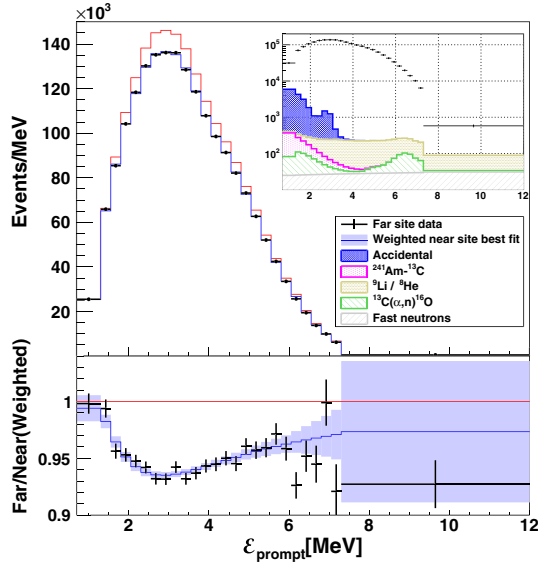 ×10³
140
120
100
80
60
40
20
Events/MeV
10⁵
10⁴
10³
10²
2 4 6 8 10 12
Far site data
Weighted near site best fit
Accidental
²⁴¹Am-¹³C
⁹Li / ⁸He
¹³C(α,n)¹⁶O
Fast neutrons
1
0.95
0.9
Far/Near(Weighted)
2 4 6 8 10 12
ℰprompt[MeV]